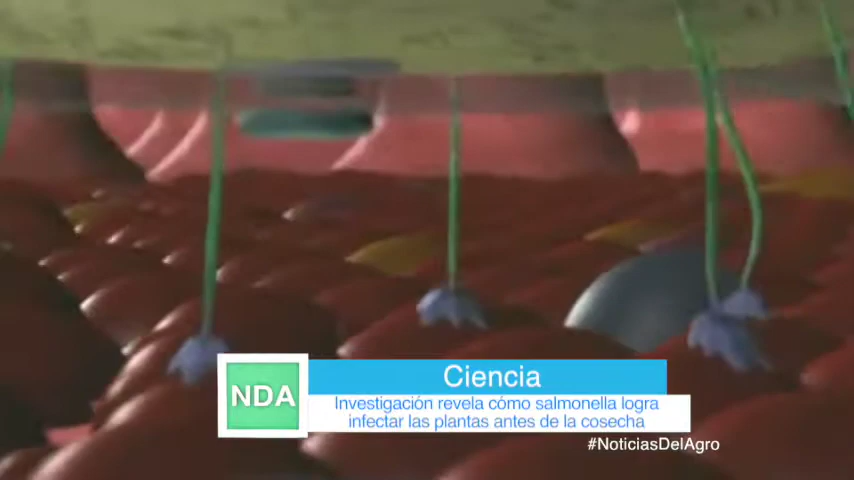 Ciencia
NDA
Investigación revela cómo salmonella logra
infectar las plantas antes de la cosecha
#NoticiasDelAgro